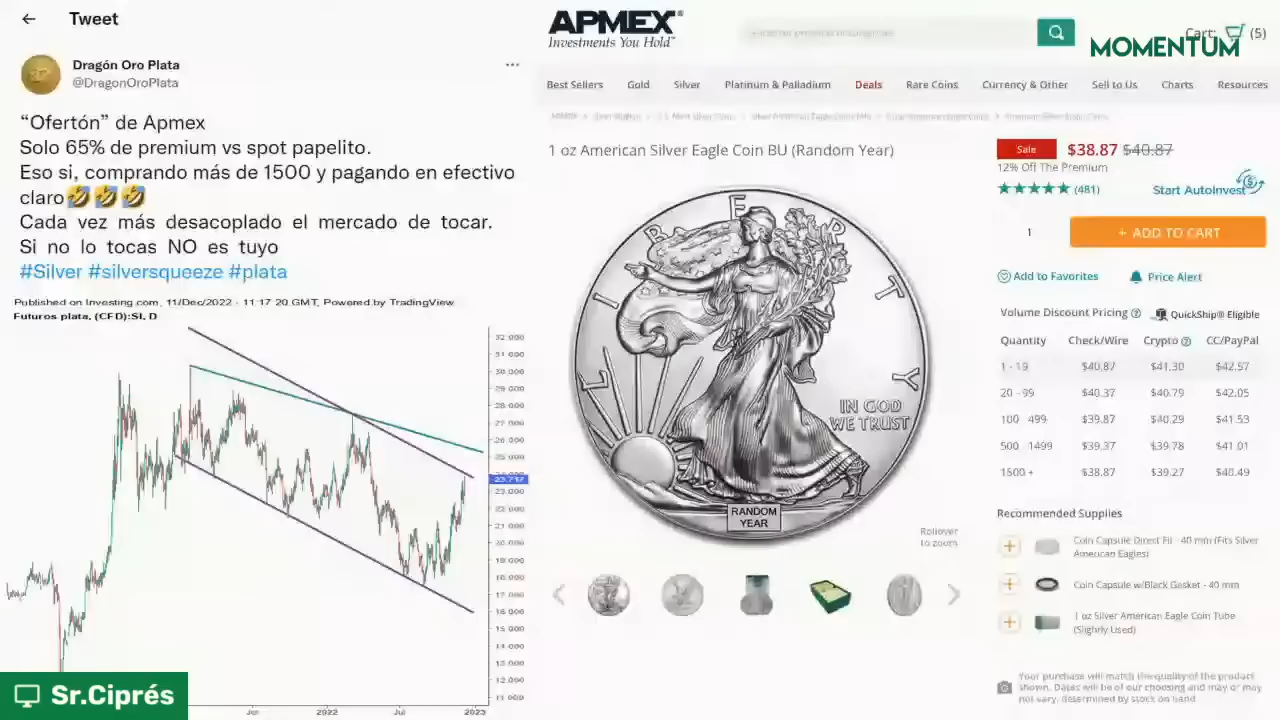 Tweet
Dragón Oro Plata
@DragonOroPlata
“Ofertón” de Apmex
Solo 65% de premium vs spot papelito.
Eso si, comprando más de 1500 y pagando en efectivo
claro🤣🤣🤣
Cada vez más desacoplado el mercado de tocar.
Si no lo tocas NO es tuyo
#Silver #silversqueeze #plata
Published on Investing.com, 11/Dec/2022 - 11:17:20 GMT, Powered by TradingView
Futuros plata, (CFD):SI, D
32.000
31.000
30.000
29.000
28.000
27.000
26.000
25.000
23.717
23.000
22.000
21.000
20.000
19.000
18.000
17.000
16.000
15.000
14.000
13.000
12.000
11.000
2022
Jul
2023
Sr.Ciprés
APMEX
Investments You Hold
Cart: (5)
MOMENTUM
Best Sellers Gold Silver Platinum & Palladium Deals Rare Coins Currency & Other Sell to Us Charts Resources
1 oz American Silver Eagle Coin BU (Random Year)
LIBERTY
IN GOD
WE TRUST
RANDOM
YEAR
Rollover
to zoom
Sale $38.87 $40.87
12% Off The Premium
(481) Start AutoInvest
1 + ADD TO CART
Add to Favorites Price Alert
Volume Discount Pricing QuickShip® Eligible
Quantity Check/Wire Crypto CC/PayPal
1 - 19 $40.87 $41.30 $42.57
20 - 99 $40.37 $40.79 $42.05
100 499 $39.87 $40.29 $41.53
500 1499 $39.37 $39.78 $41.01
1500 + $38.87 $39.27 $40.49
Recommended Supplies
Coin Capsule Direct Fit - 40 mm (Fits Silver
American Eagles)
Coin Capsule w/Black Gasket - 40 mm
1 oz Silver American Eagle Coin Tube
(Slightly Used)
Your purchase will match the quality of the product
shown. Dates will be of our choosing and may or may
not vary, determined by stock on hand